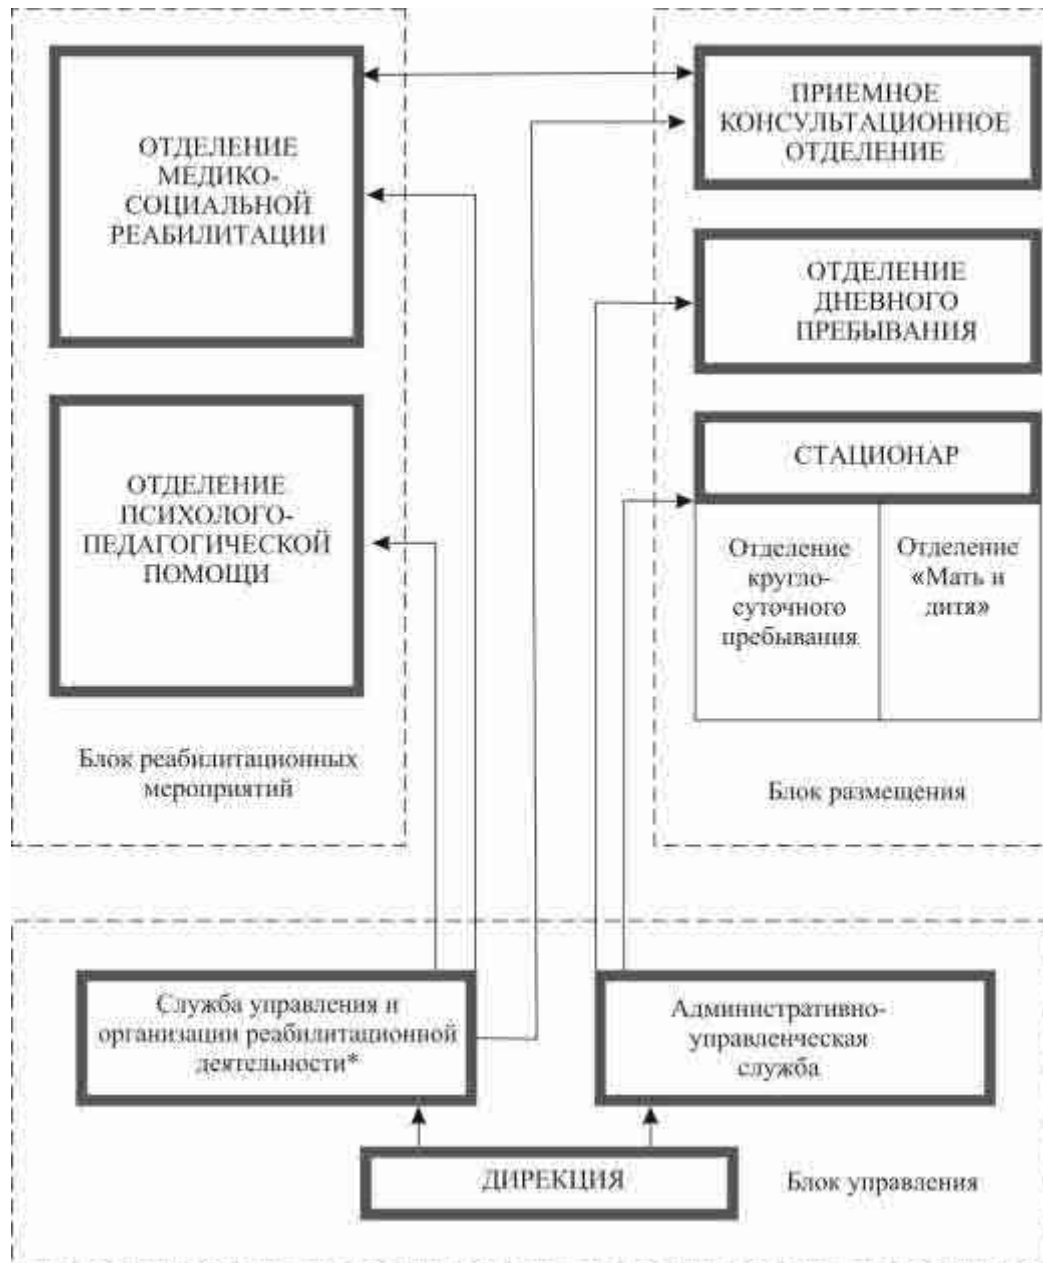 ОТДЕЛЕНИЕ
МЕДИКО-
СОЦИАЛЬНОЙ
РЕАБИЛИТАЦИИ
ОТДЕЛЕНИЕ
ПСИХОЛОГО-
ПЕДАГОГИЧЕСКОЙ
ПОМОЩИ
Блок реабилитационных
мероприятий
ПРИЕМНОЕ
КОНСУЛЬТАЦИОННОЕ
ОТДЕЛЕНИЕ
ОТДЕЛЕНИЕ
ДНЕВНОГО
ПРЕБЫВАНИЯ
СТАЦИОНАР
Отделение
кругло-
суточного
пребывания
Отделение
«Мать и
дитя»
Блок размещения
Служба управления и
организации реабилитационной
деятельности*
Административно-
управленческая
служба
ДИРЕКЦИЯ
Блок управления